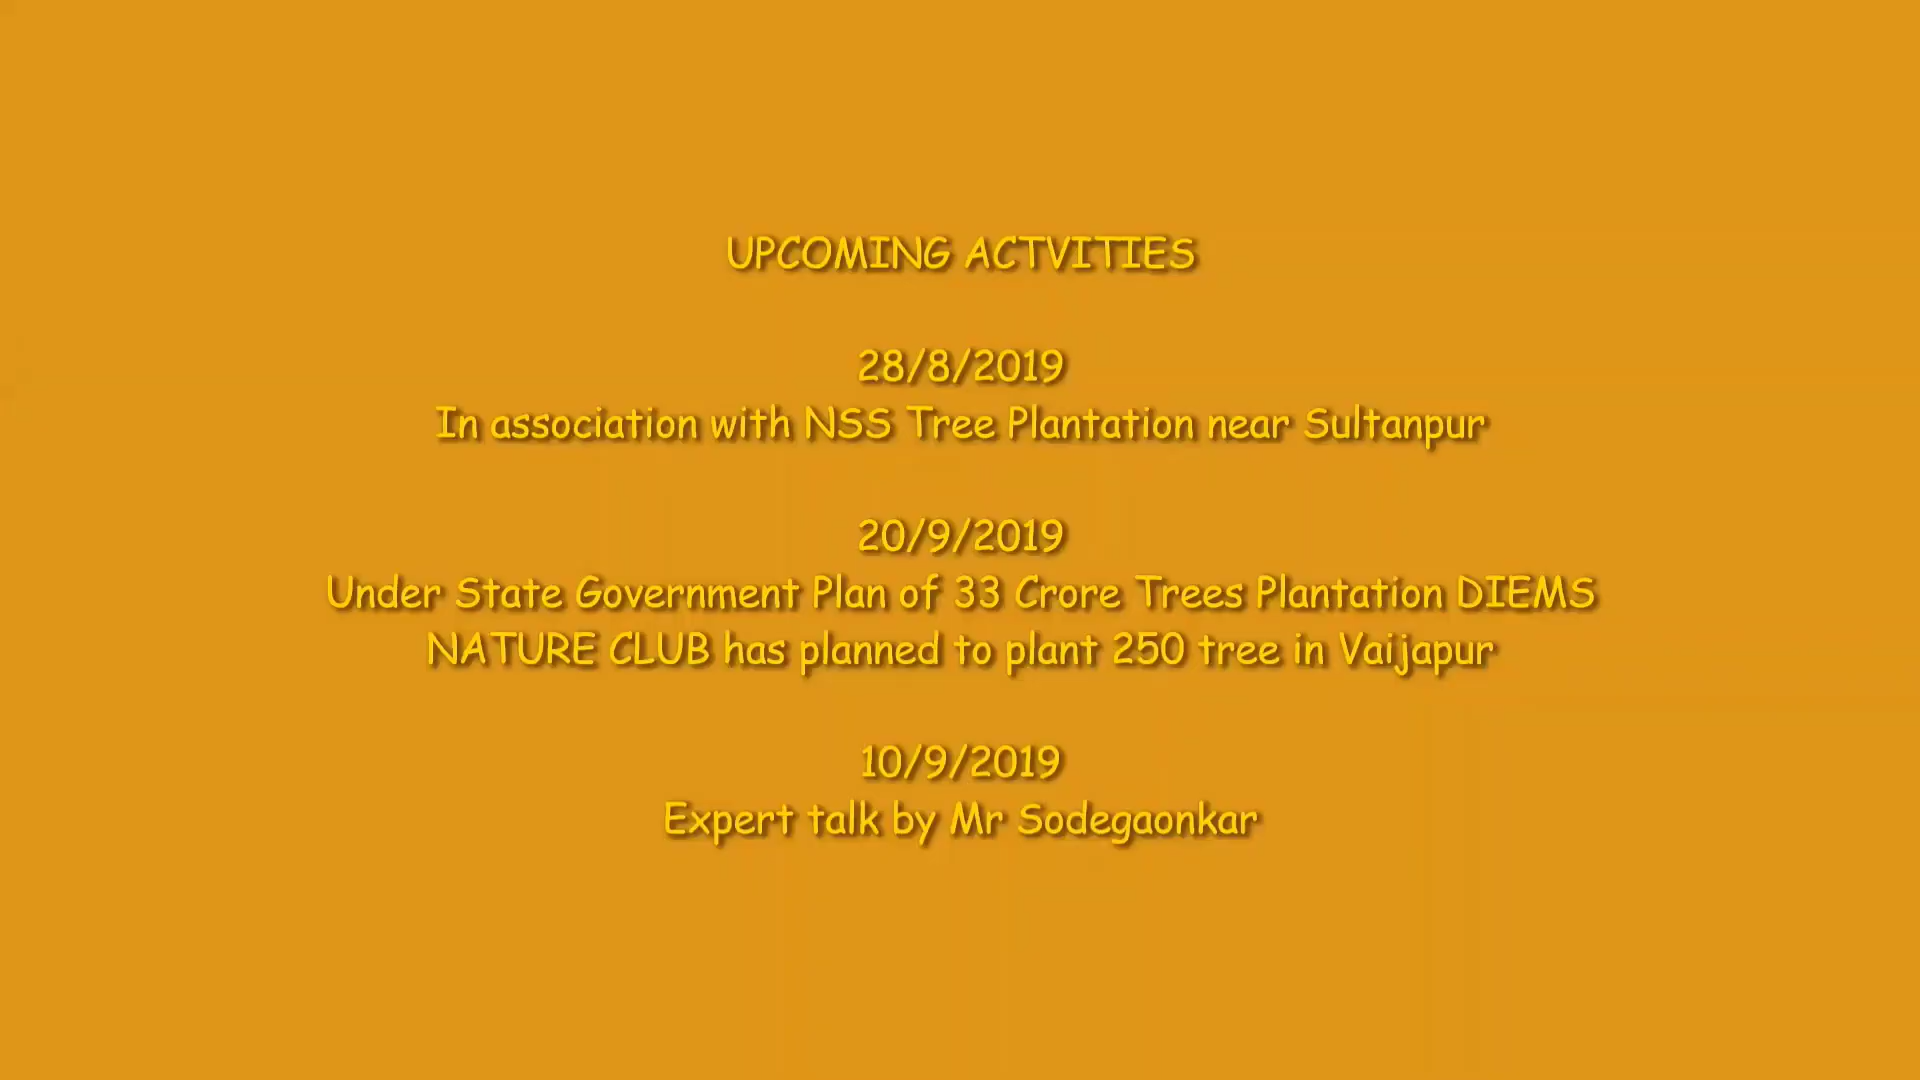 UPCOMING ACTVITIES
28/8/2019
In association with NSS Tree Plantation near Sultanpur
20/9/2019
Under State Government Plan of 33 Crore Trees Plantation DIEMS
NATURE CLUB has planned to plant 250 tree in Vaijapur
10/9/2019
Expert talk by Mr Sodegaonkar